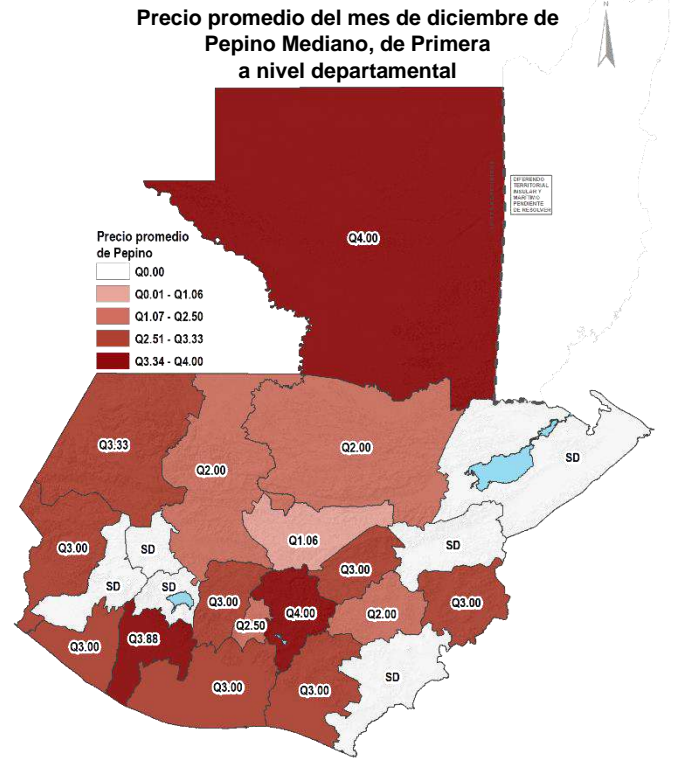 Precio promedio del mes de diciembre de
Pepino Mediano, de Primera
a nivel departamental
N
DIFERENDO
TERRITORIAL
INSULAR Y
MARÍTIMO
PENDIENTE
DE RESOLVER
Q4.00
Precio promedio
de Pepino
Q0.00
Q0.01 - Q1.06
Q1.07 - Q2.50
Q2.51 - Q3.33
Q3.34 - Q4.00
Q3.33
Q2.00
Q2.00
SD
Q1.06
SD
Q3.00
SD
SD
SD
Q3.00
Q3.00
Q4.00
Q2.00
Q3.00
Q2.50
Q3.00
Q3.88
Q3.00
Q3.00
SD